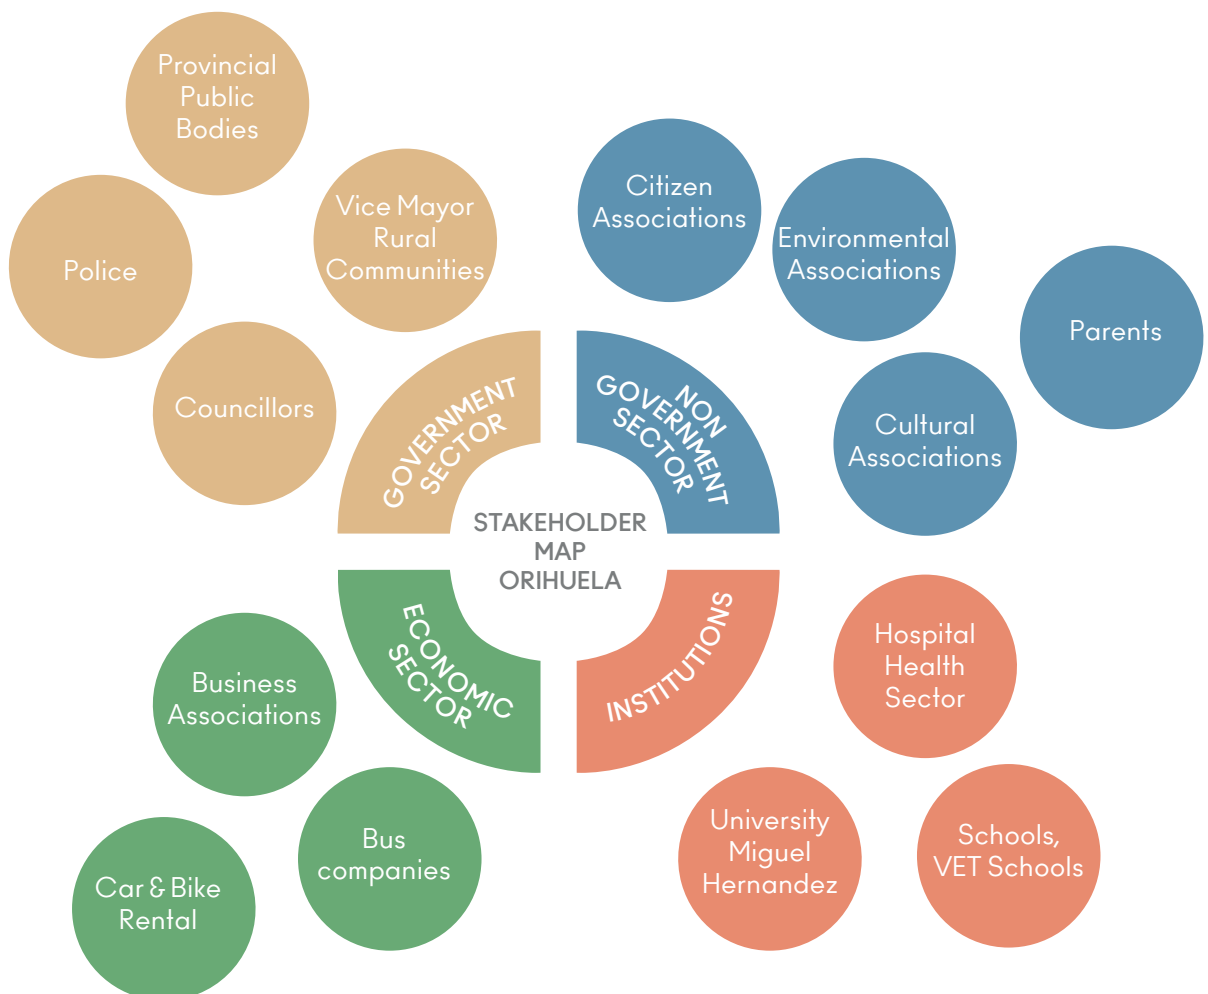 Provincial
Public
Bodies
Vice Mayor
Rural
Communities
Police
Councillors
Citizen
Associations
Environmental
Associations
Parents
Cultural
Associations
GOVERNMENT
SECTOR
NON
GOVERNMENT
SECTOR
STAKEHOLDER
MAP
ORIHUELA
ECONOMIC
SECTOR
INSTITUTIONS
Business
Associations
Bus
companies
Car & Bike
Rental
Hospital
Health
Sector
University
Miguel
Hernandez
Schools,
VET Schools